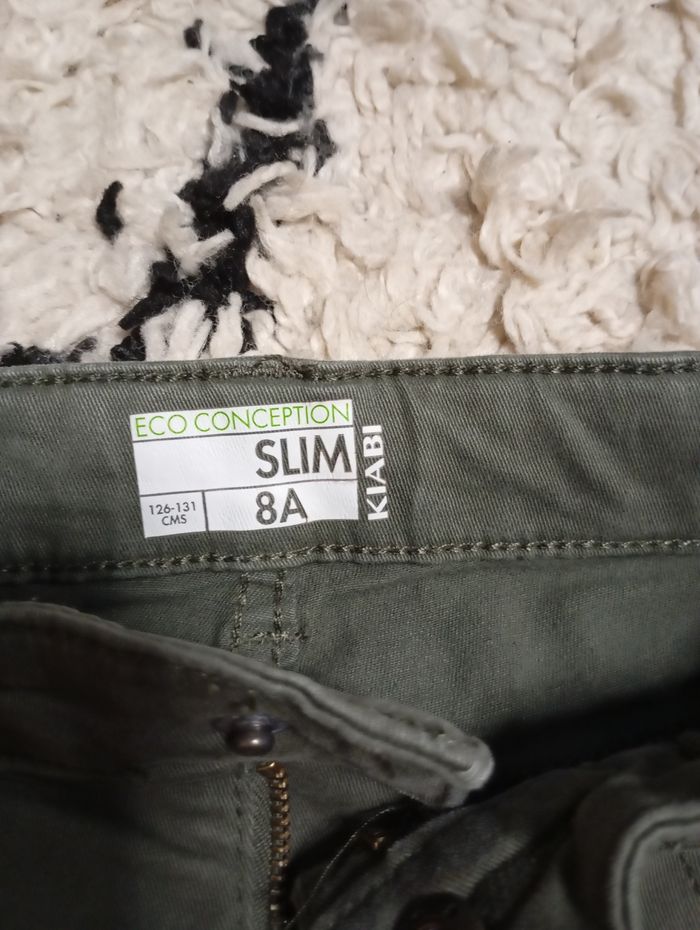 ECO CONCEPTION
SLIM
KIABI
126-131
CMS
8A